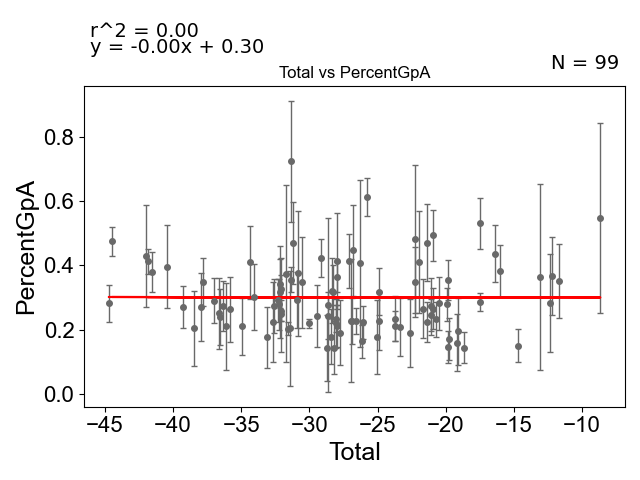 r^2 = 0.00
y = -0.00x + 0.30
N = 99
Total vs PercentGpA
PercentGpA
0.8
0.6
0.4
0.2
0.0
−45 −40 −35 −30 −25 −20 −15 −10
Total